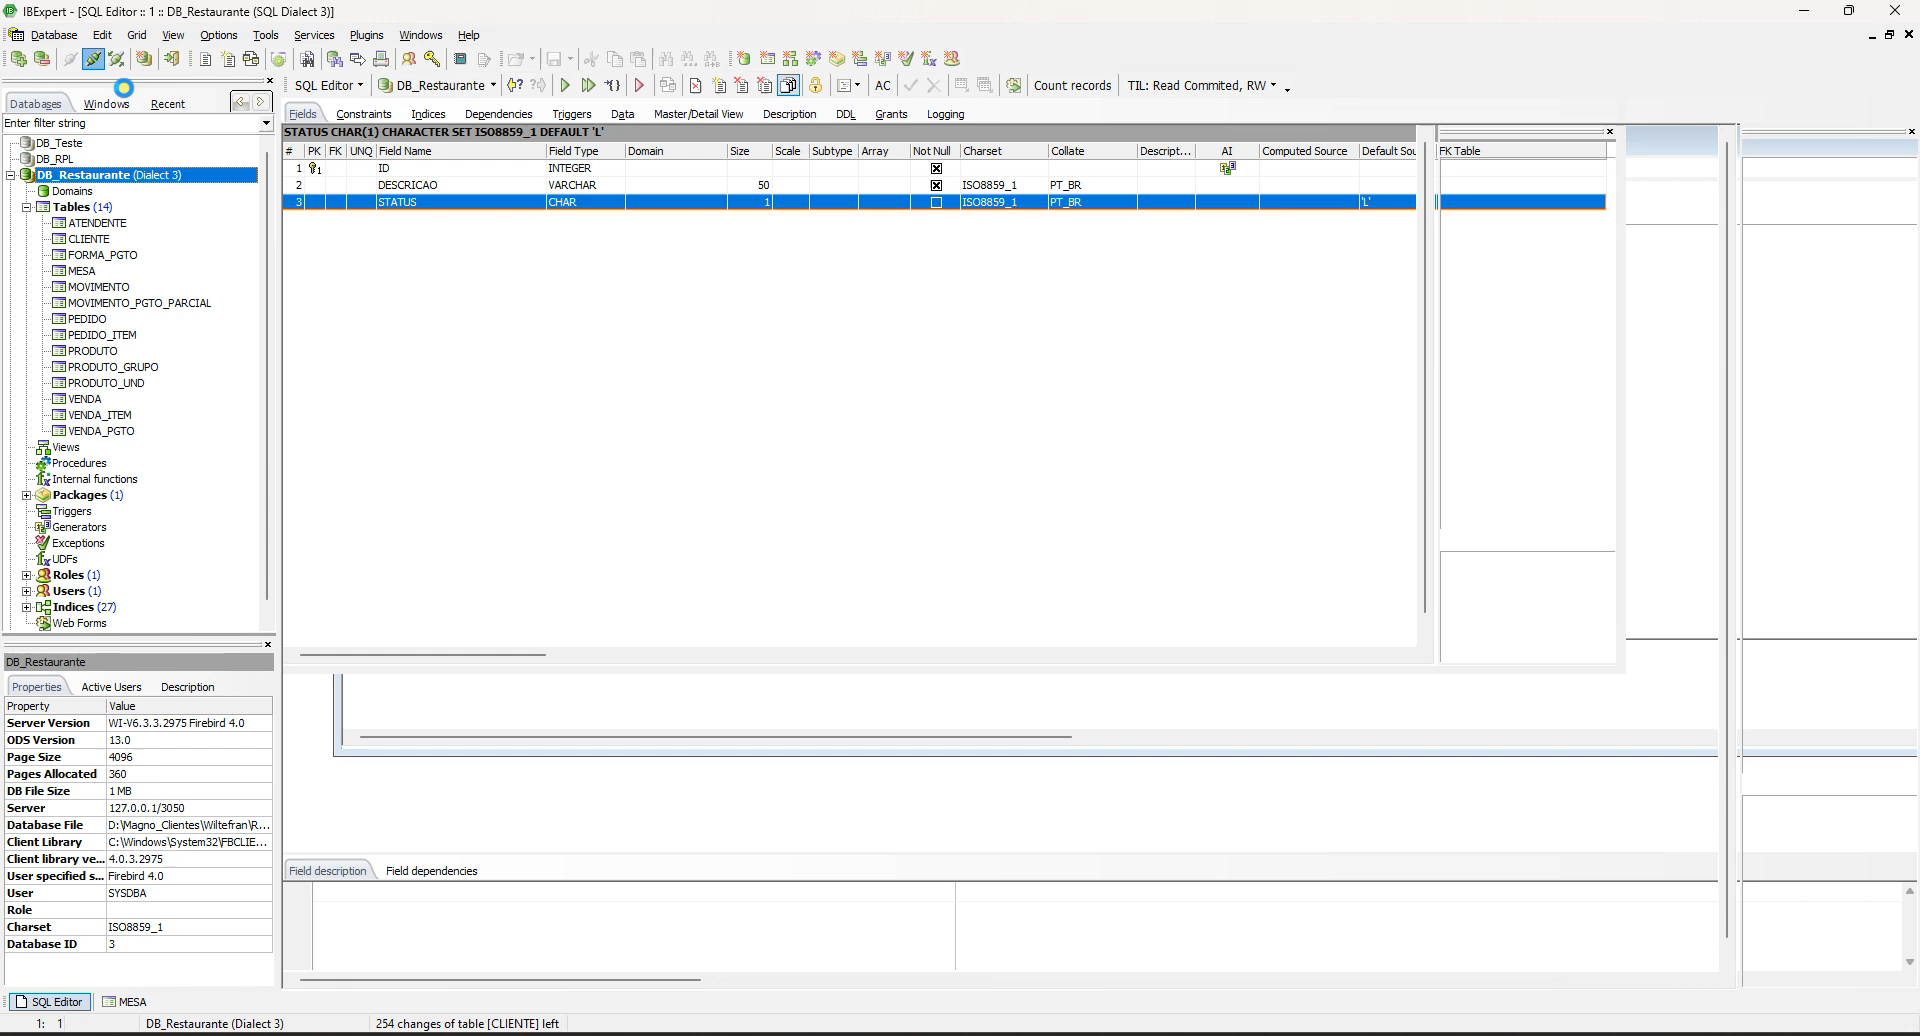 IBExpert - [SQL Editor :: 1 :: DB_Restaurante (SQL Dialect 3)]
Database Edit Grid View Options Tools Services Plugins Windows Help
SQL Editor DB_Restaurante AC Count records TIL: Read Commited, RW
Databases Windows Recent
Enter filter string
DB_Teste
DB_RPL
DB_Restaurante (Dialect 3)
Domains
Tables (14)
ATENDENTE
CLIENTE
FORMA_PGTO
MESA
MOVIMENTO
MOVIMENTO_PGTO_PARCIAL
PEDIDO
PEDIDO_ITEM
PRODUTO
PRODUTO_GRUPO
PRODUTO_UND
VENDA
VENDA_ITEM
VENDA_PGTO
Views
Procedures
Internal functions
Packages (1)
Triggers
Generators
Exceptions
UDFs
Roles (1)
Users (1)
Indices (27)
Web Forms
Fields Constraints Indices Dependencies Triggers Data Master/Detail View Description DDL Grants Logging
STATUS CHAR(1) CHARACTER SET ISO8859_1 DEFAULT 'L'
# PK FK UNQ Field Name Field Type Domain Size Scale Subtype Array Not Null Charset Collate Descript... AI Computed Source Default Sou FK Table
1 1 ID INTEGER
2 DESCRICAO VARCHAR 50 ISO8859_1 PT_BR
3 STATUS CHAR 1 ISO8859_1 PT_BR 'L'
Field description Field dependencies
DB_Restaurante
Properties Active Users Description
Property Value
Server Version WI-V6.3.3.2975 Firebird 4.0
ODS Version 13.0
Page Size 4096
Pages Allocated 360
DB File Size 1 MB
Server 127.0.0.1/3050
Database File D:\Magno_Clientes\Wiltefran\R...
Client Library C:\Windows\System32\FBCLIE...
Client library ve... 4.0.3.2975
User specified s... Firebird 4.0
User SYSDBA
Role
Charset ISO8859_1
Database ID 3
SQL Editor MESA
1: 1 DB_Restaurante (Dialect 3) 254 changes of table [CLIENTE] left